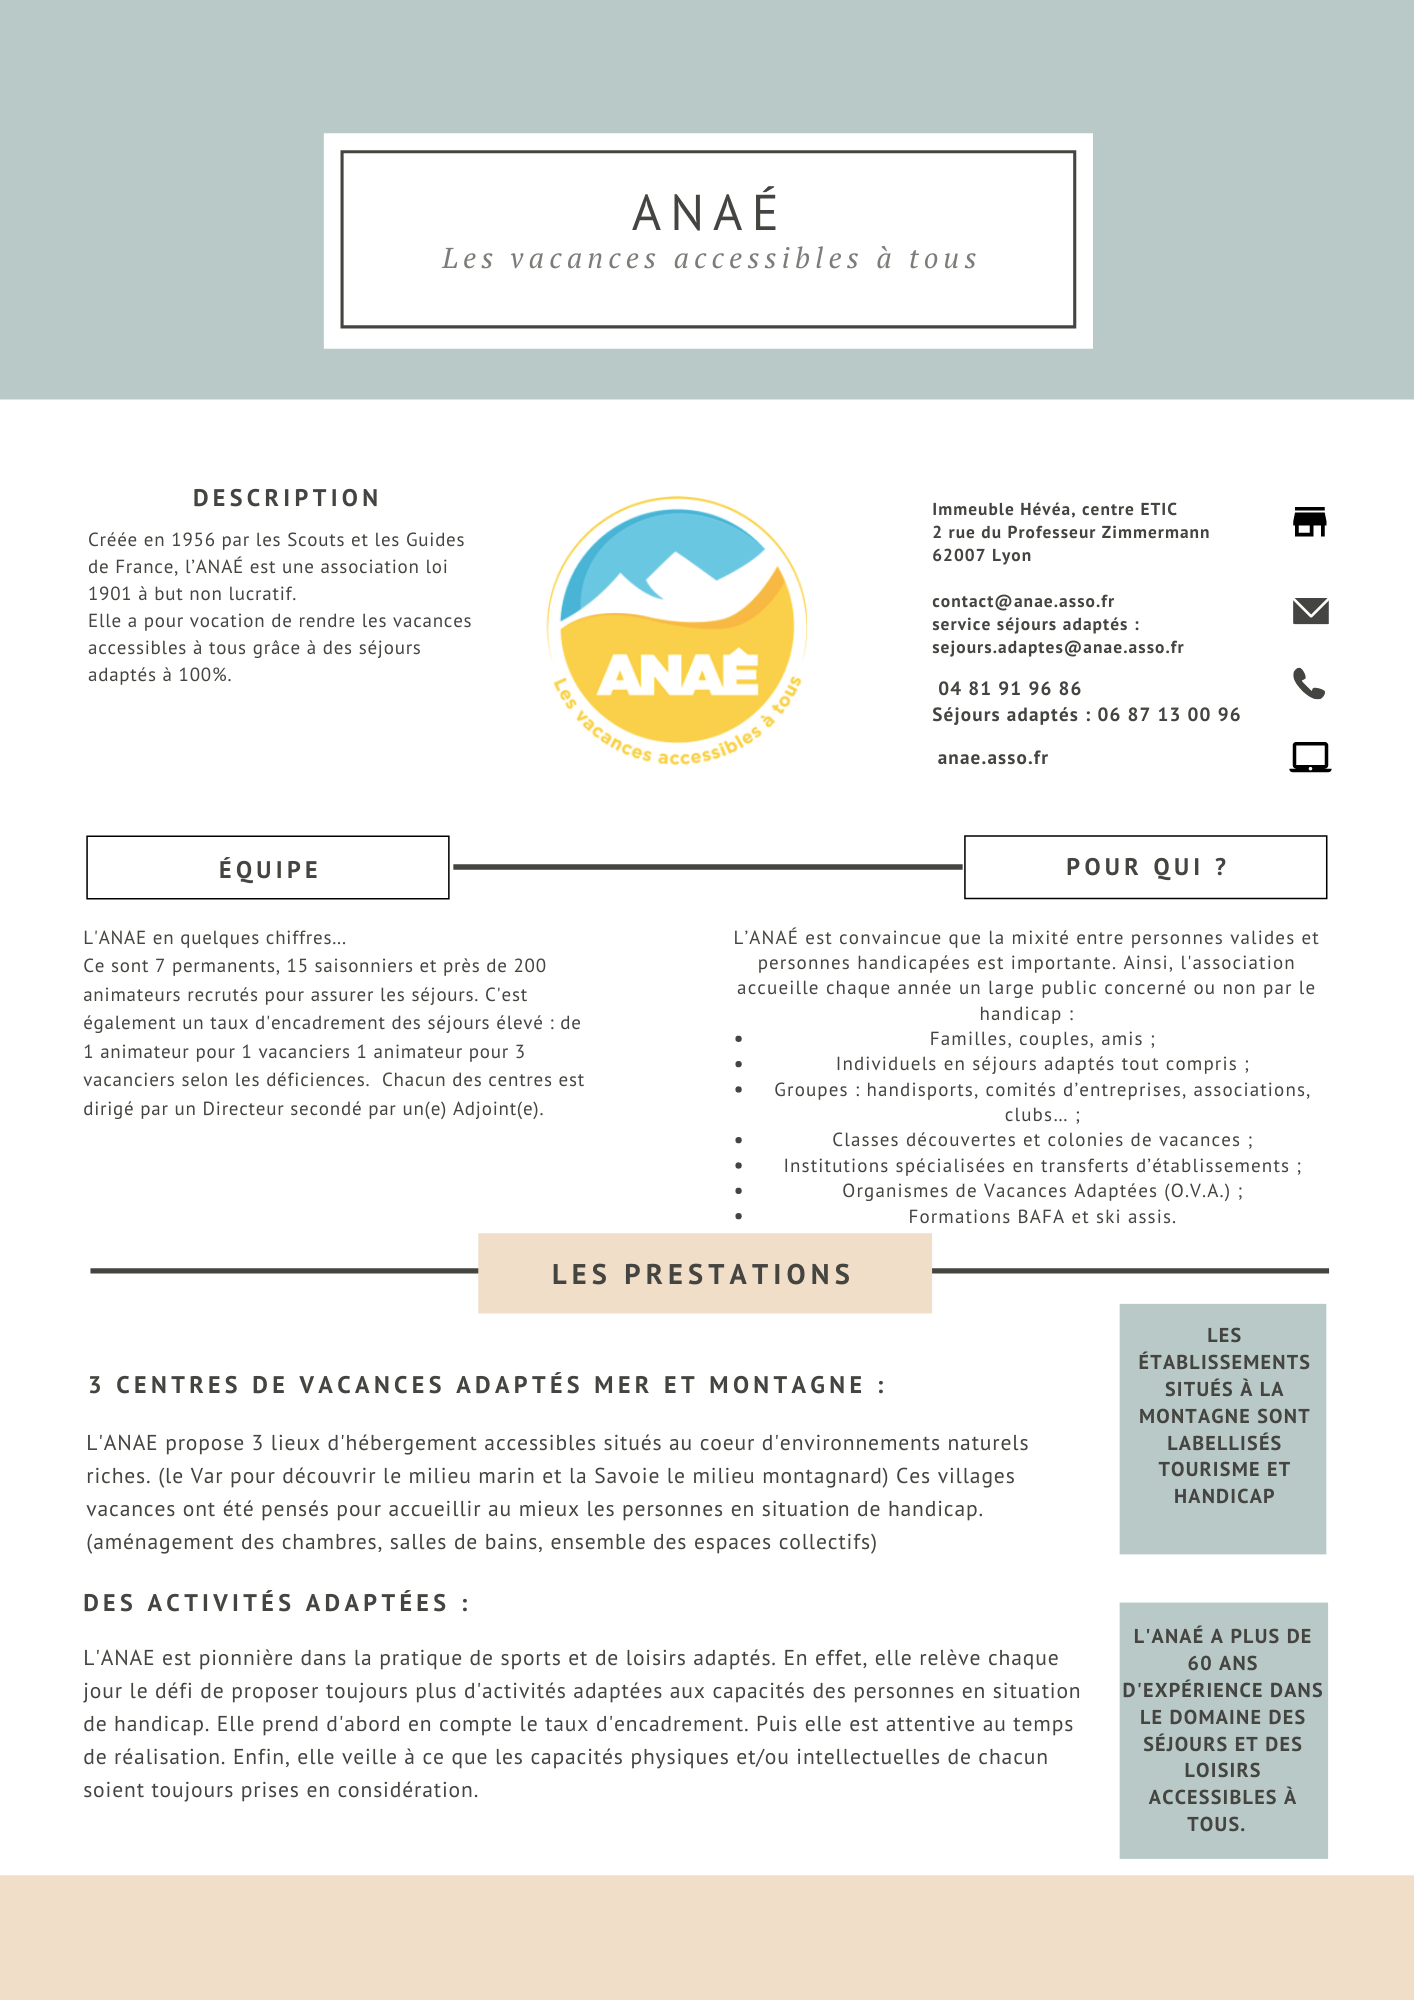 ANAÉ
Les vacances accessibles à tous
DESCRIPTION
Créée en 1956 par les Scouts et les Guides
de France, l’ANAÉ est une association loi
1901 à but non lucratif.
Elle a pour vocation de rendre les vacances
accessibles à tous grâce à des séjours
adaptés à 100%.
ANAÉ
Les vacances accessibles à tous
Immeuble Hévéa, centre ETIC
2 rue du Professeur Zimmermann
62007 Lyon
contact@anae.asso.fr
service séjours adaptés :
sejours.adaptes@anae.asso.fr
04 81 91 96 86
Séjours adaptés : 06 87 13 00 96
anae.asso.fr
ÉQUIPE
L'ANAE en quelques chiffres...
Ce sont 7 permanents, 15 saisonniers et près de 200
animateurs recrutés pour assurer les séjours. C'est
également un taux d'encadrement des séjours élevé : de
1 animateur pour 1 vacanciers 1 animateur pour 3
vacanciers selon les déficiences.  Chacun des centres est
dirigé par un Directeur secondé par un(e) Adjoint(e).
POUR QUI ?
L’ANAÉ est convaincue que la mixité entre personnes valides et
personnes handicapées est importante. Ainsi, l'association
accueille chaque année un large public concerné ou non par le
handicap :
• Familles, couples, amis ;
• Individuels en séjours adaptés tout compris ;
• Groupes : handisports, comités d’entreprises, associations,
clubs… ;
• Classes découvertes et colonies de vacances ;
• Institutions spécialisées en transferts d’établissements ;
• Organismes de Vacances Adaptées (O.V.A.) ;
• Formations BAFA et ski assis.
LES PRESTATIONS
3 CENTRES DE VACANCES ADAPTÉS MER ET MONTAGNE :
L'ANAE propose 3 lieux d'hébergement accessibles situés au coeur d'environnements naturels
riches. (le Var pour découvrir le milieu marin et la Savoie le milieu montagnard) Ces villages
vacances ont été pensés pour accueillir au mieux les personnes en situation de handicap.
(aménagement des chambres, salles de bains, ensemble des espaces collectifs)
LES
ÉTABLISSEMENTS
SITUÉS À LA
MONTAGNE SONT
LABELLISÉS
TOURISME ET
HANDICAP
DES ACTIVITÉS ADAPTÉES :
L'ANAE est pionnière dans la pratique de sports et de loisirs adaptés. En effet, elle relève chaque
jour le défi de proposer toujours plus d'activités adaptées aux capacités des personnes en situation
de handicap. Elle prend d'abord en compte le taux d'encadrement. Puis elle est attentive au temps
de réalisation. Enfin, elle veille à ce que les capacités physiques et/ou intellectuelles de chacun
soient toujours prises en considération.
L'ANAÉ A PLUS DE
60 ANS
D'EXPÉRIENCE DANS
LE DOMAINE DES
SÉJOURS ET DES
LOISIRS
ACCESSIBLES À
TOUS.